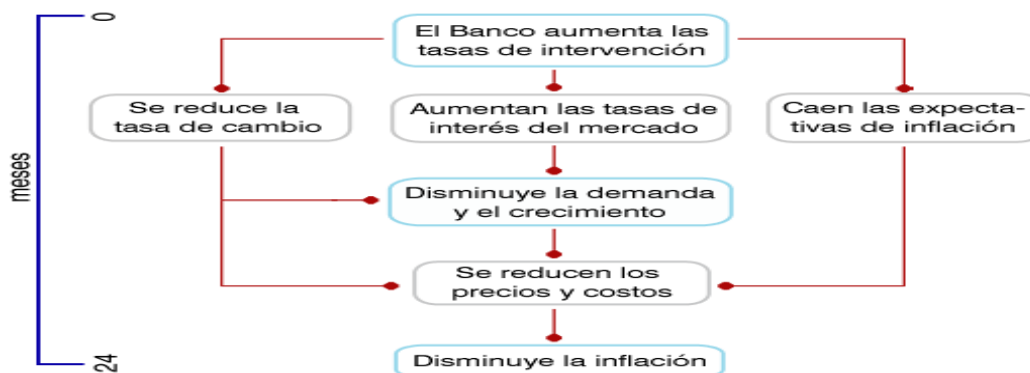 0
El Banco aumenta las
tasas de intervención
Se reduce la
tasa de cambio
Aumentan las tasas de
interés del mercado
Caen las expecta-
tivas de inflación
meses
Disminuye la demanda
y el crecimiento
Se reducen los
precios y costos
Disminuye la inflación
24